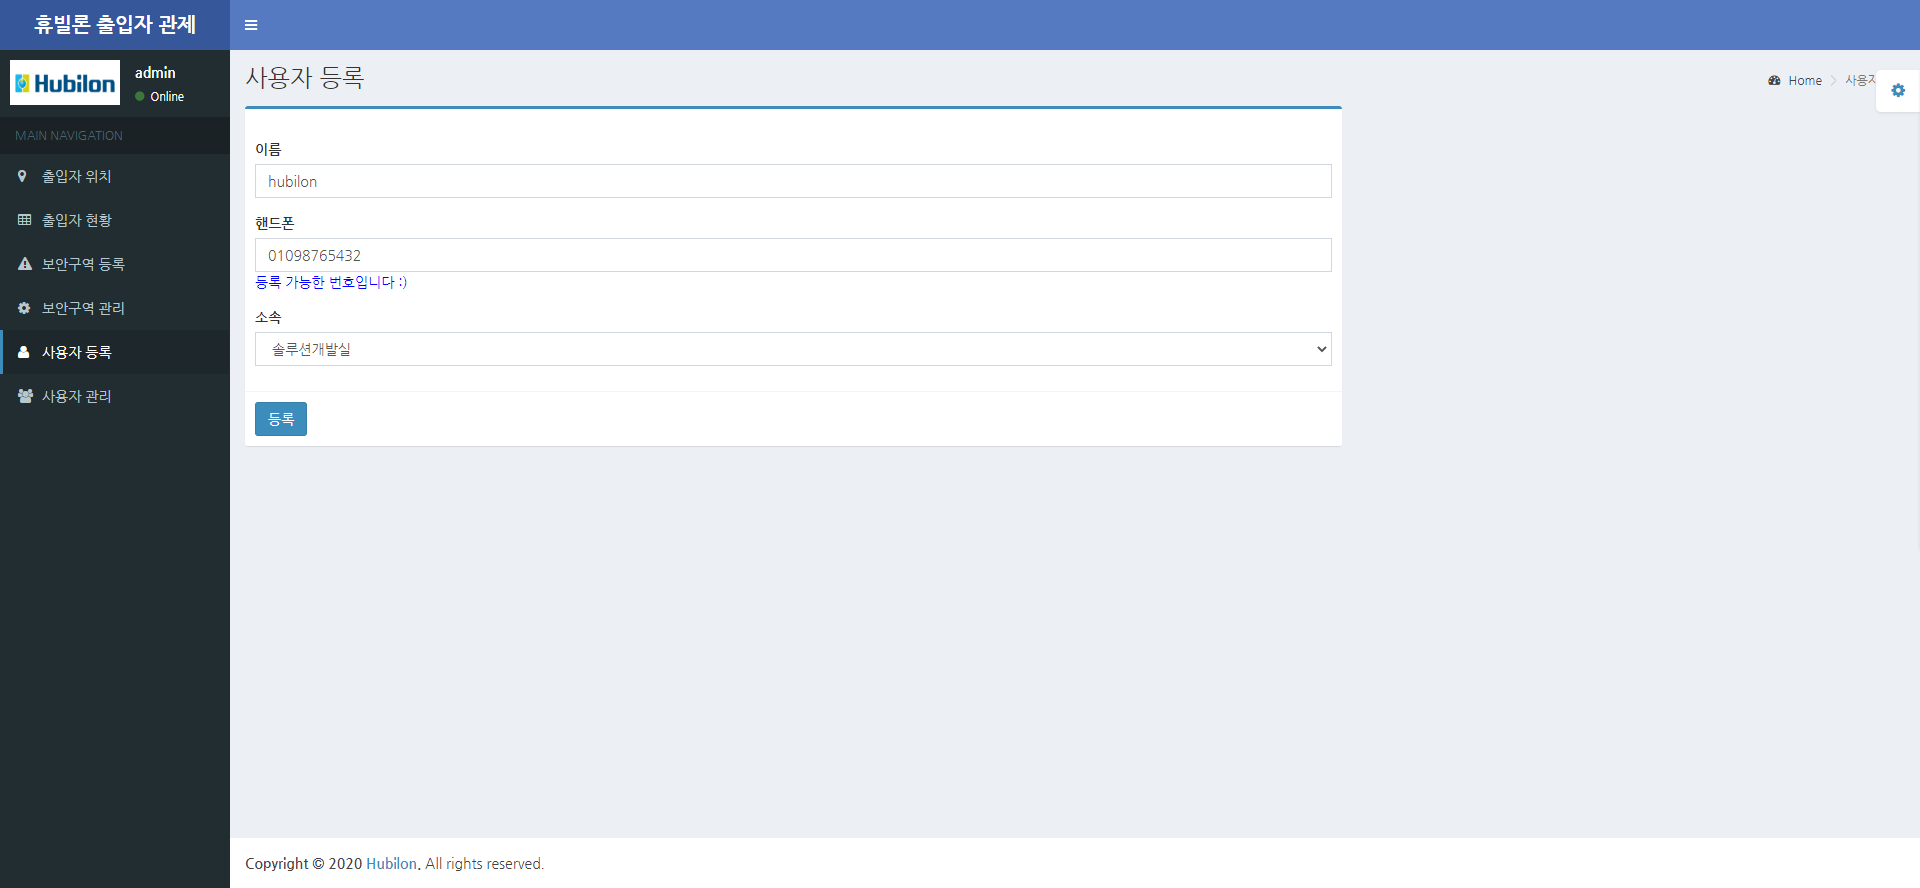 휴빌론 출입자 관제
Hubilon
admin
Online
MAIN NAVIGATION
출입자 위치
출입자 현황
보안구역 등록
보안구역 관리
사용자 등록
사용자 관리
사용자 등록
Home > 사용자
이름
hubilon
핸드폰
01098765432
등록 가능한 번호입니다 :)
소속
솔루션개발실
등록
Copyright © 2020 Hubilon. All rights reserved.